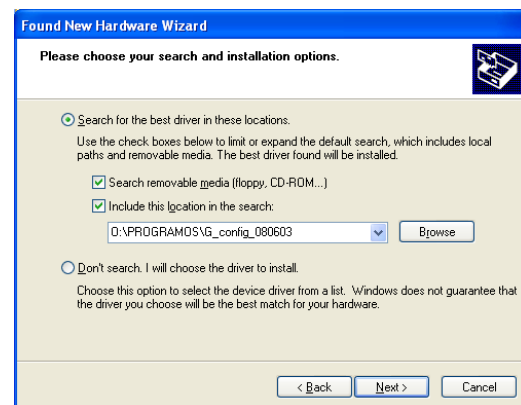 Found New Hardware Wizard
Please choose your search and installation options.
Search for the best driver in these locations.
Use the check boxes below to limit or expand the default search, which includes local
paths and removable media. The best driver found will be installed.
Search removable media (floppy, CD-ROM...)
Include this location in the search:
O:\PROGRAMOS\G_config_080603
Browse
Don't search. I will choose the driver to install.
Choose this option to select the device driver from a list. Windows does not guarantee that
the driver you choose will be the best match for your hardware.
< Back
Next >
Cancel